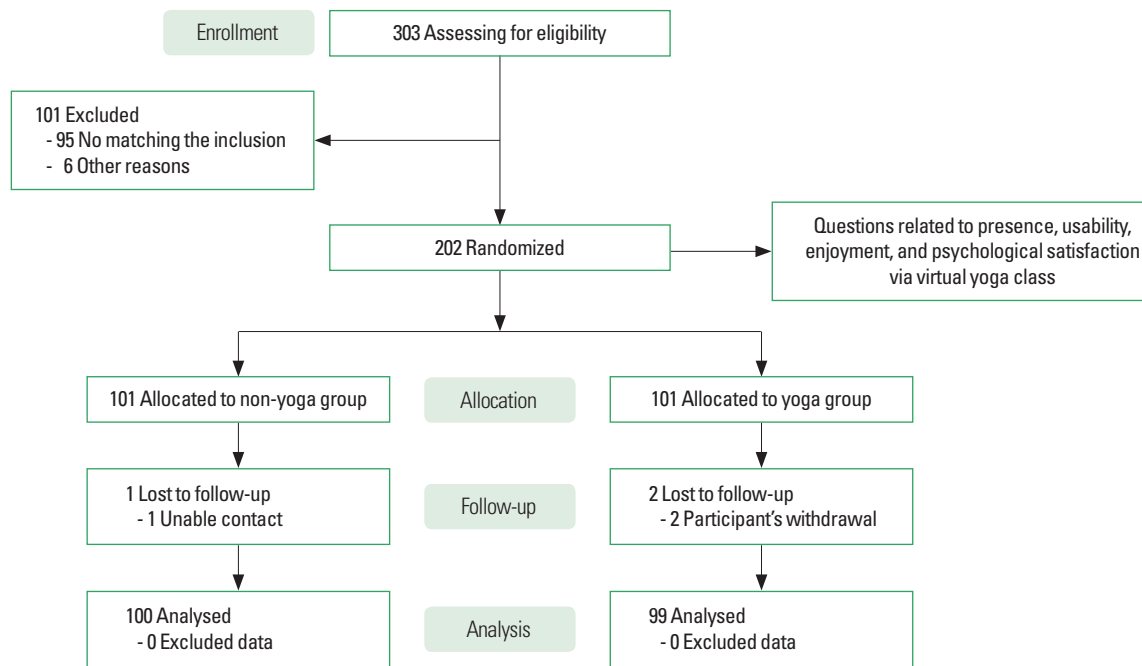 Enrollment
303 Assessing for eligibility
101 Excluded
- 95 No matching the inclusion
- 6 Other reasons
202 Randomized
Questions related to presence, usability,
enjoyment, and psychological satisfaction
via virtual yoga class
101 Allocated to non-yoga group
Allocation
101 Allocated to yoga group
1 Lost to follow-up
- 1 Unable contact
Follow-up
2 Lost to follow-up
- 2 Participant's withdrawal
100 Analysed
- 0 Excluded data
Analysis
99 Analysed
- 0 Excluded data